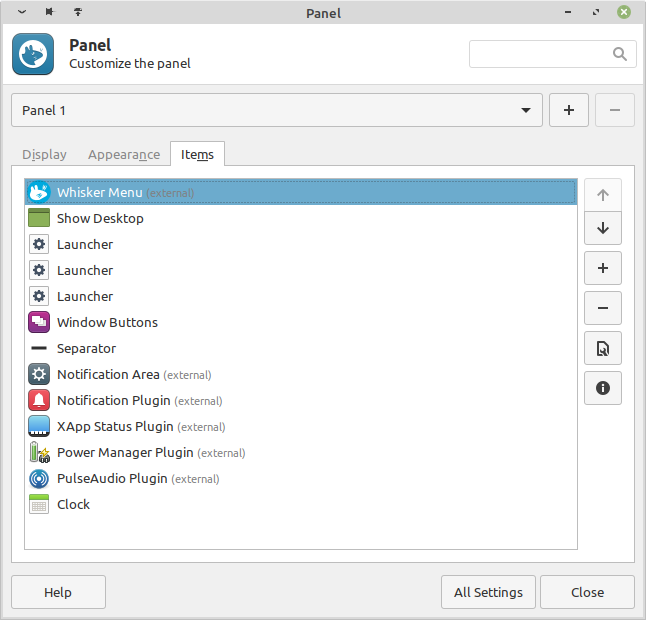 Panel
Panel
Customize the panel
Panel 1
Display Appearance Items
Whisker Menu (external)
Show Desktop
Launcher
Launcher
Launcher
Window Buttons
Separator
Notification Area (external)
Notification Plugin (external)
XApp Status Plugin (external)
Power Manager Plugin (external)
PulseAudio Plugin (external)
Clock
Help All Settings Close